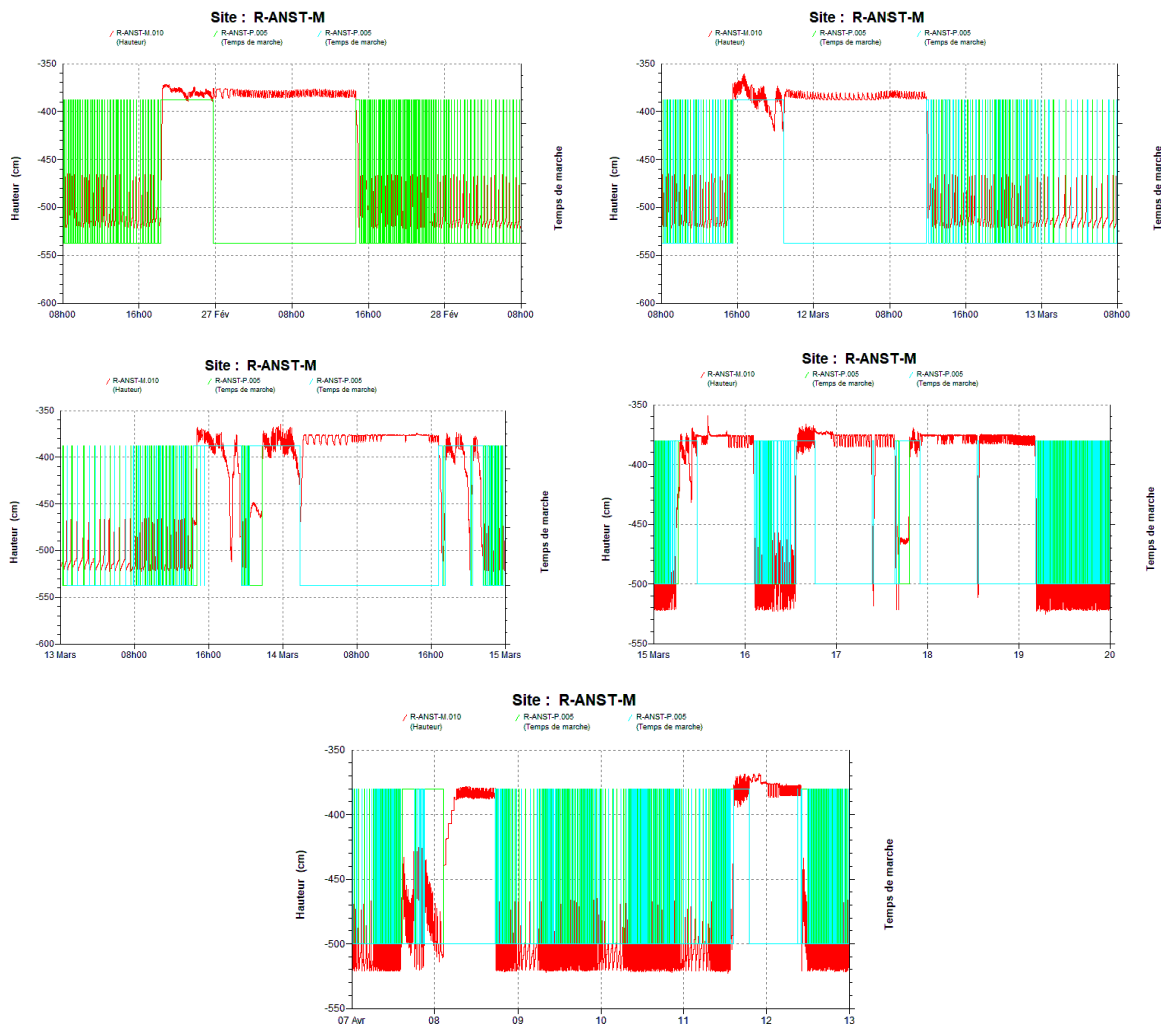 Site : R-ANST-M
R-ANST-M.010 (Hauteur)
R-ANST-P.005 (Temps de marche)
R-ANST-P.005 (Temps de marche)
Hauteur (cm)
Temps de marche
-350
-400
-450
-500
-550
-600
08h00 16h00 27 Fév 08h00 16h00 28 Fév 08h00
Site : R-ANST-M
R-ANST-M.010 (Hauteur)
R-ANST-P.005 (Temps de marche)
R-ANST-P.005 (Temps de marche)
Hauteur (cm)
Temps de marche
-350
-400
-450
-500
-550
-600
08h00 16h00 12 Mars 08h00 16h00 13 Mars 08h00
Site : R-ANST-M
R-ANST-M.010 (Hauteur)
R-ANST-P.005 (Temps de marche)
R-ANST-P.005 (Temps de marche)
Hauteur (cm)
Temps de marche
-350
-400
-450
-500
-550
-600
13 Mars 08h00 16h00 14 Mars 08h00 16h00 15 Mars
Site : R-ANST-M
R-ANST-M.010 (Hauteur)
R-ANST-P.005 (Temps de marche)
R-ANST-P.005 (Temps de marche)
Hauteur (cm)
Temps de marche
-350
-400
-450
-500
-550
15 Mars 16 17 18 19 20
Site : R-ANST-M
R-ANST-M.010 (Hauteur)
R-ANST-P.005 (Temps de marche)
R-ANST-P.005 (Temps de marche)
Hauteur (cm)
Temps de marche
-350
-400
-450
-500
-550
07 Avr 08 09 10 11 12 13